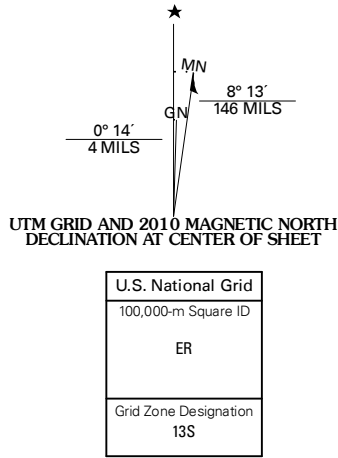 MN
GN
8° 13´
146 MILS
0° 14´
4 MILS
UTM GRID AND 2010 MAGNETIC NORTH
DECLINATION AT CENTER OF SHEET
U.S. National Grid
100,000-m Square ID
ER
Grid Zone Designation
13S